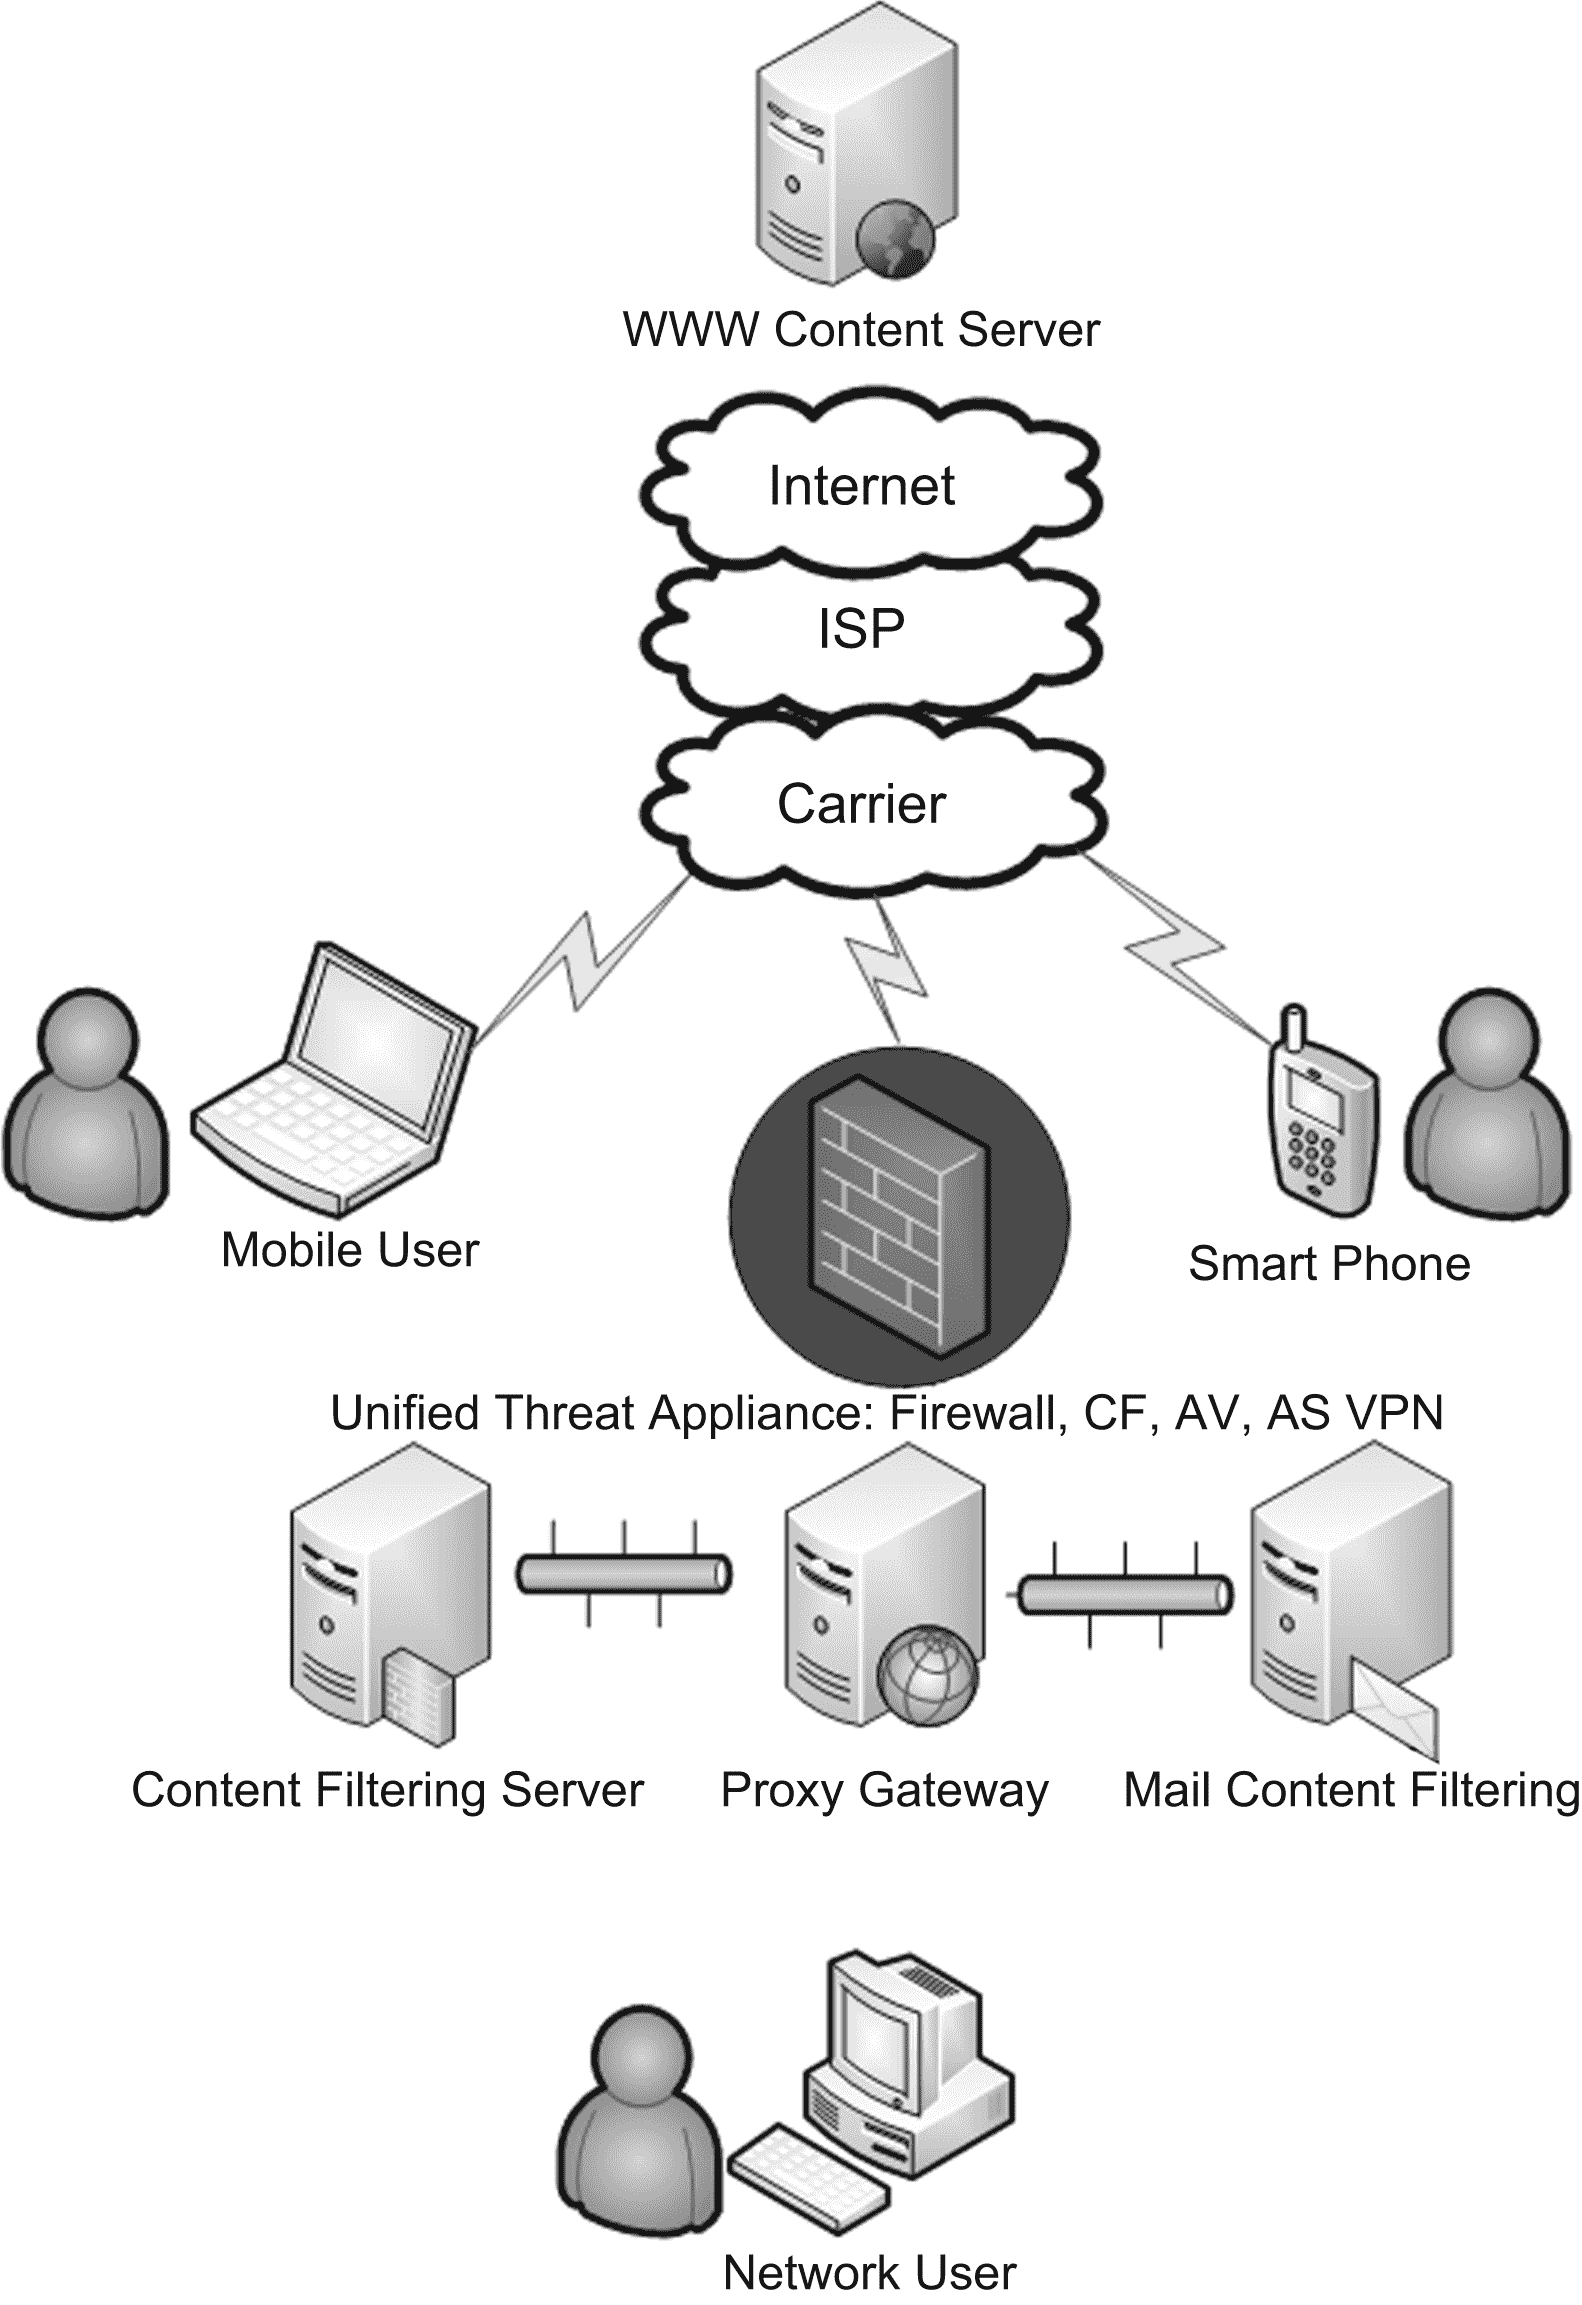 WWW Content Server
Internet
ISP
Carrier
Mobile User
Smart Phone
Unified Threat Appliance: Firewall, CF, AV, AS VPN
Content Filtering Server
Proxy Gateway
Mail Content Filtering
Network User